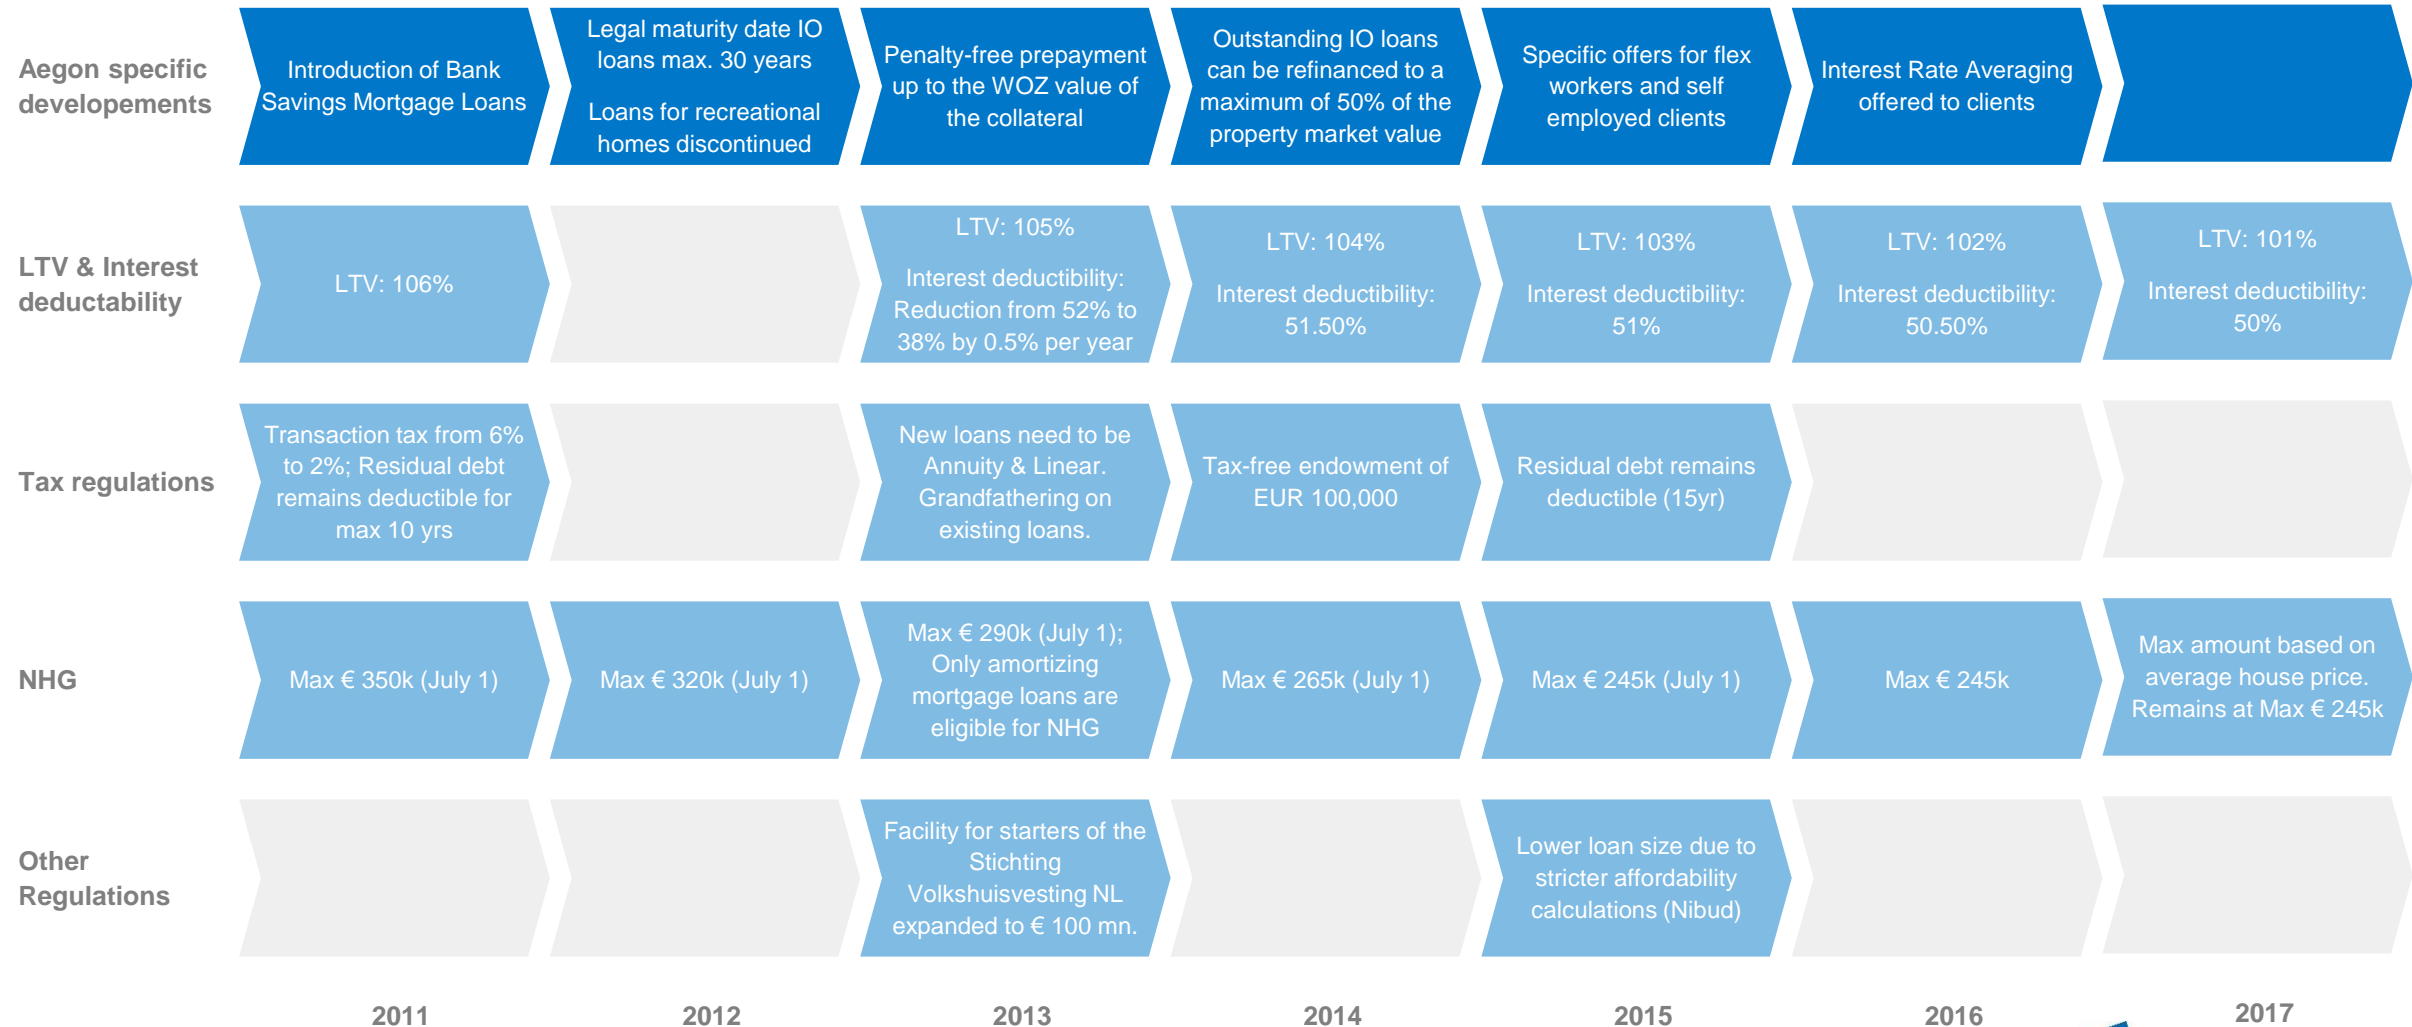 Aegon specific
developements
Introduction of Bank
Savings Mortgage Loans
Legal maturity date IO
loans max. 30 years
Loans for recreational
homes discontinued
Penalty-free prepayment
up to the WOZ value of
the collateral
Outstanding IO loans
can be refinanced to a
maximum of 50% of the
property market value
Specific offers for flex
workers and self
employed clients
Interest Rate Averaging
offered to clients
LTV & Interest
deductability
LTV: 106%
LTV: 105%
Interest deductibility:
Reduction from 52% to
38% by 0.5% per year
LTV: 104%
Interest deductibility:
51.50%
LTV: 103%
Interest deductibility:
51%
LTV: 102%
Interest deductibility:
50.50%
LTV: 101%
Interest deductibility:
50%
Tax regulations
Transaction tax from 6%
to 2%; Residual debt
remains deductible for
max 10 yrs
New loans need to be
Annuity & Linear.
Grandfathering on
existing loans.
Tax-free endowment of
EUR 100,000
Residual debt remains
deductible (15yr)
NHG
Max € 350k (July 1)
Max € 320k (July 1)
Max € 290k (July 1);
Only amortizing
mortgage loans are
eligible for NHG
Max € 265k (July 1)
Max € 245k (July 1)
Max € 245k
Max amount based on
average house price.
Remains at Max € 245k
Other
Regulations
Facility for starters of the
Stichting
Volkshuisvesting NL
expanded to € 100 mn.
Lower loan size due to
stricter affordability
calculations (Nibud)
2011
2012
2013
2014
2015
2016
2017